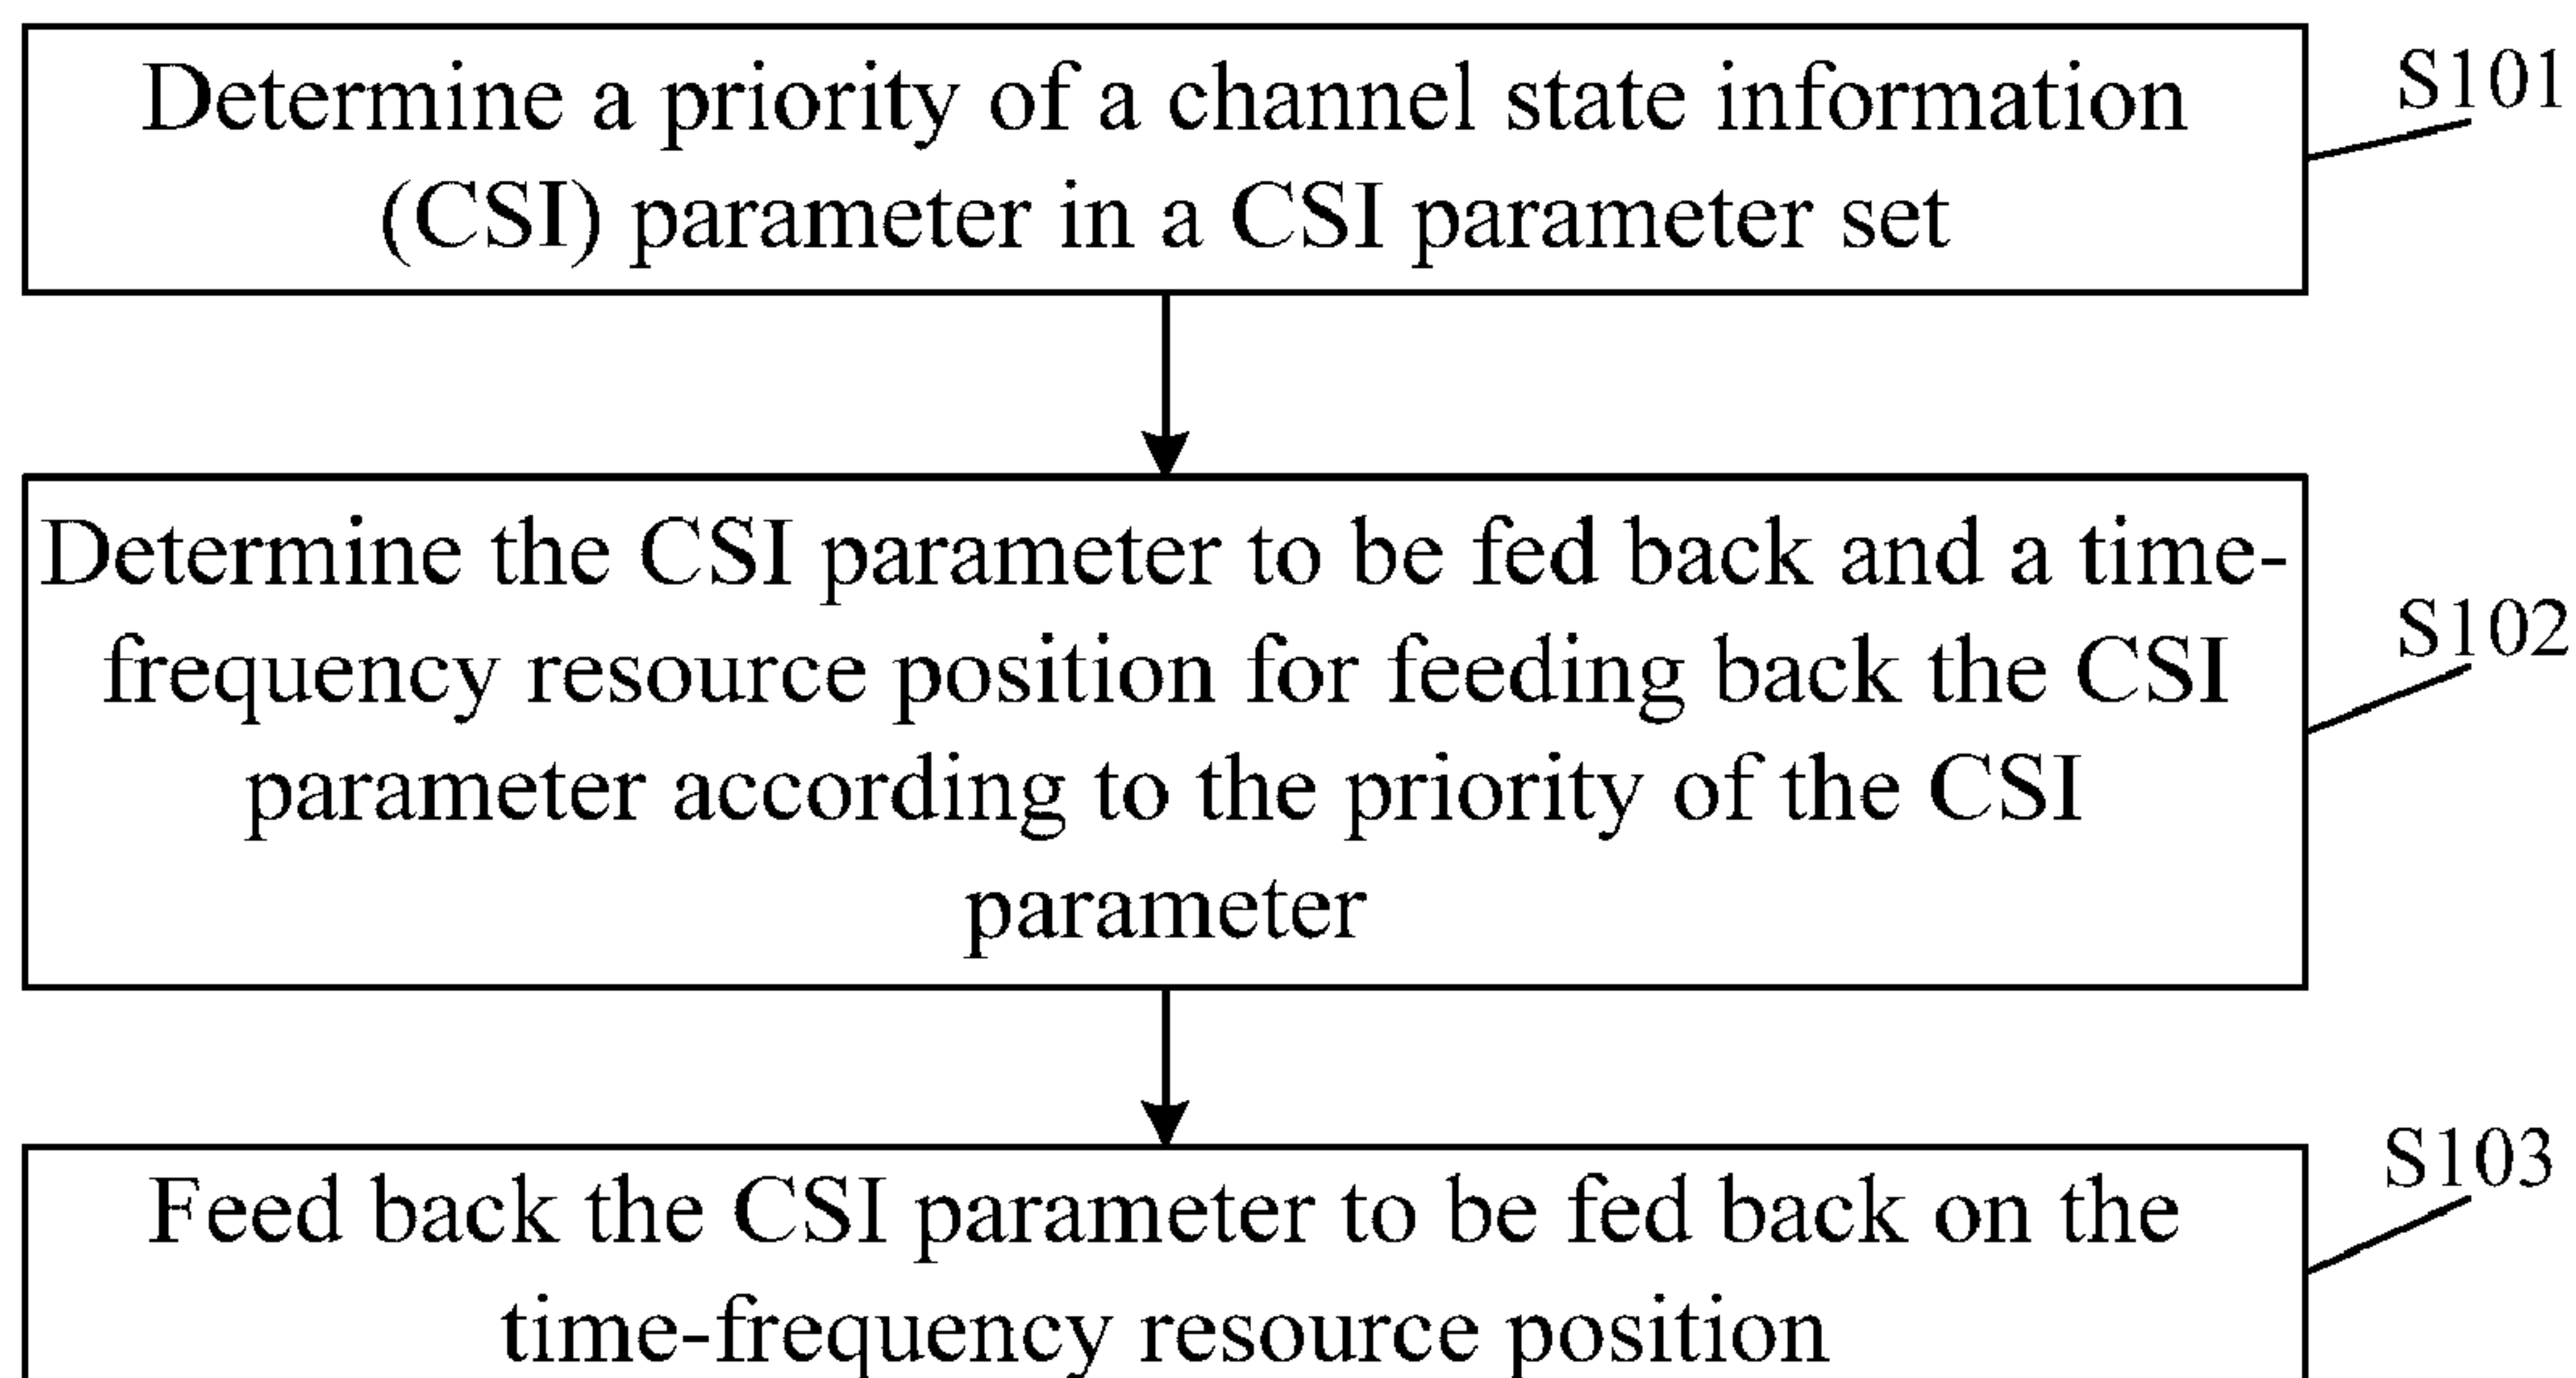 Determine a priority of a channel state information
(CSI) parameter in a CSI parameter set
S101
Determine the CSI parameter to be fed back and a time-
frequency resource position for feeding back the CSI
parameter according to the priority of the CSI
parameter
S102
Feed back the CSI parameter to be fed back on the
time-frequency resource position
S103